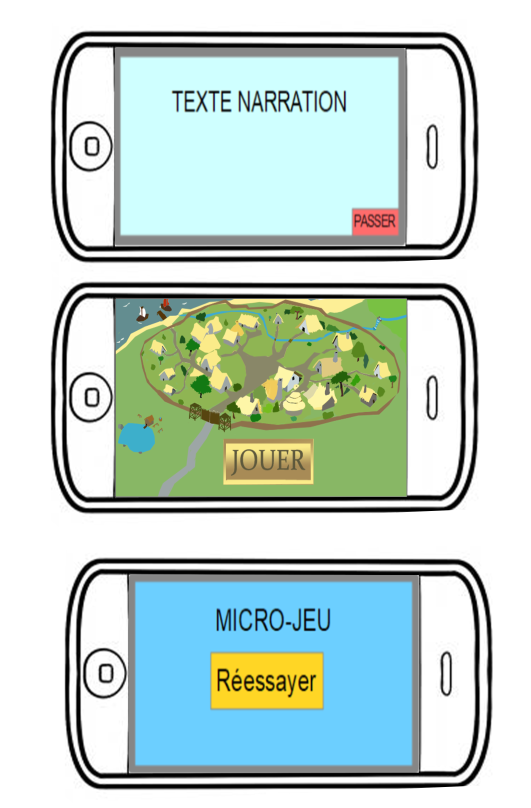 TEXTE NARRATION
PASSER
JOUER
MICRO-JEU
Réessayer